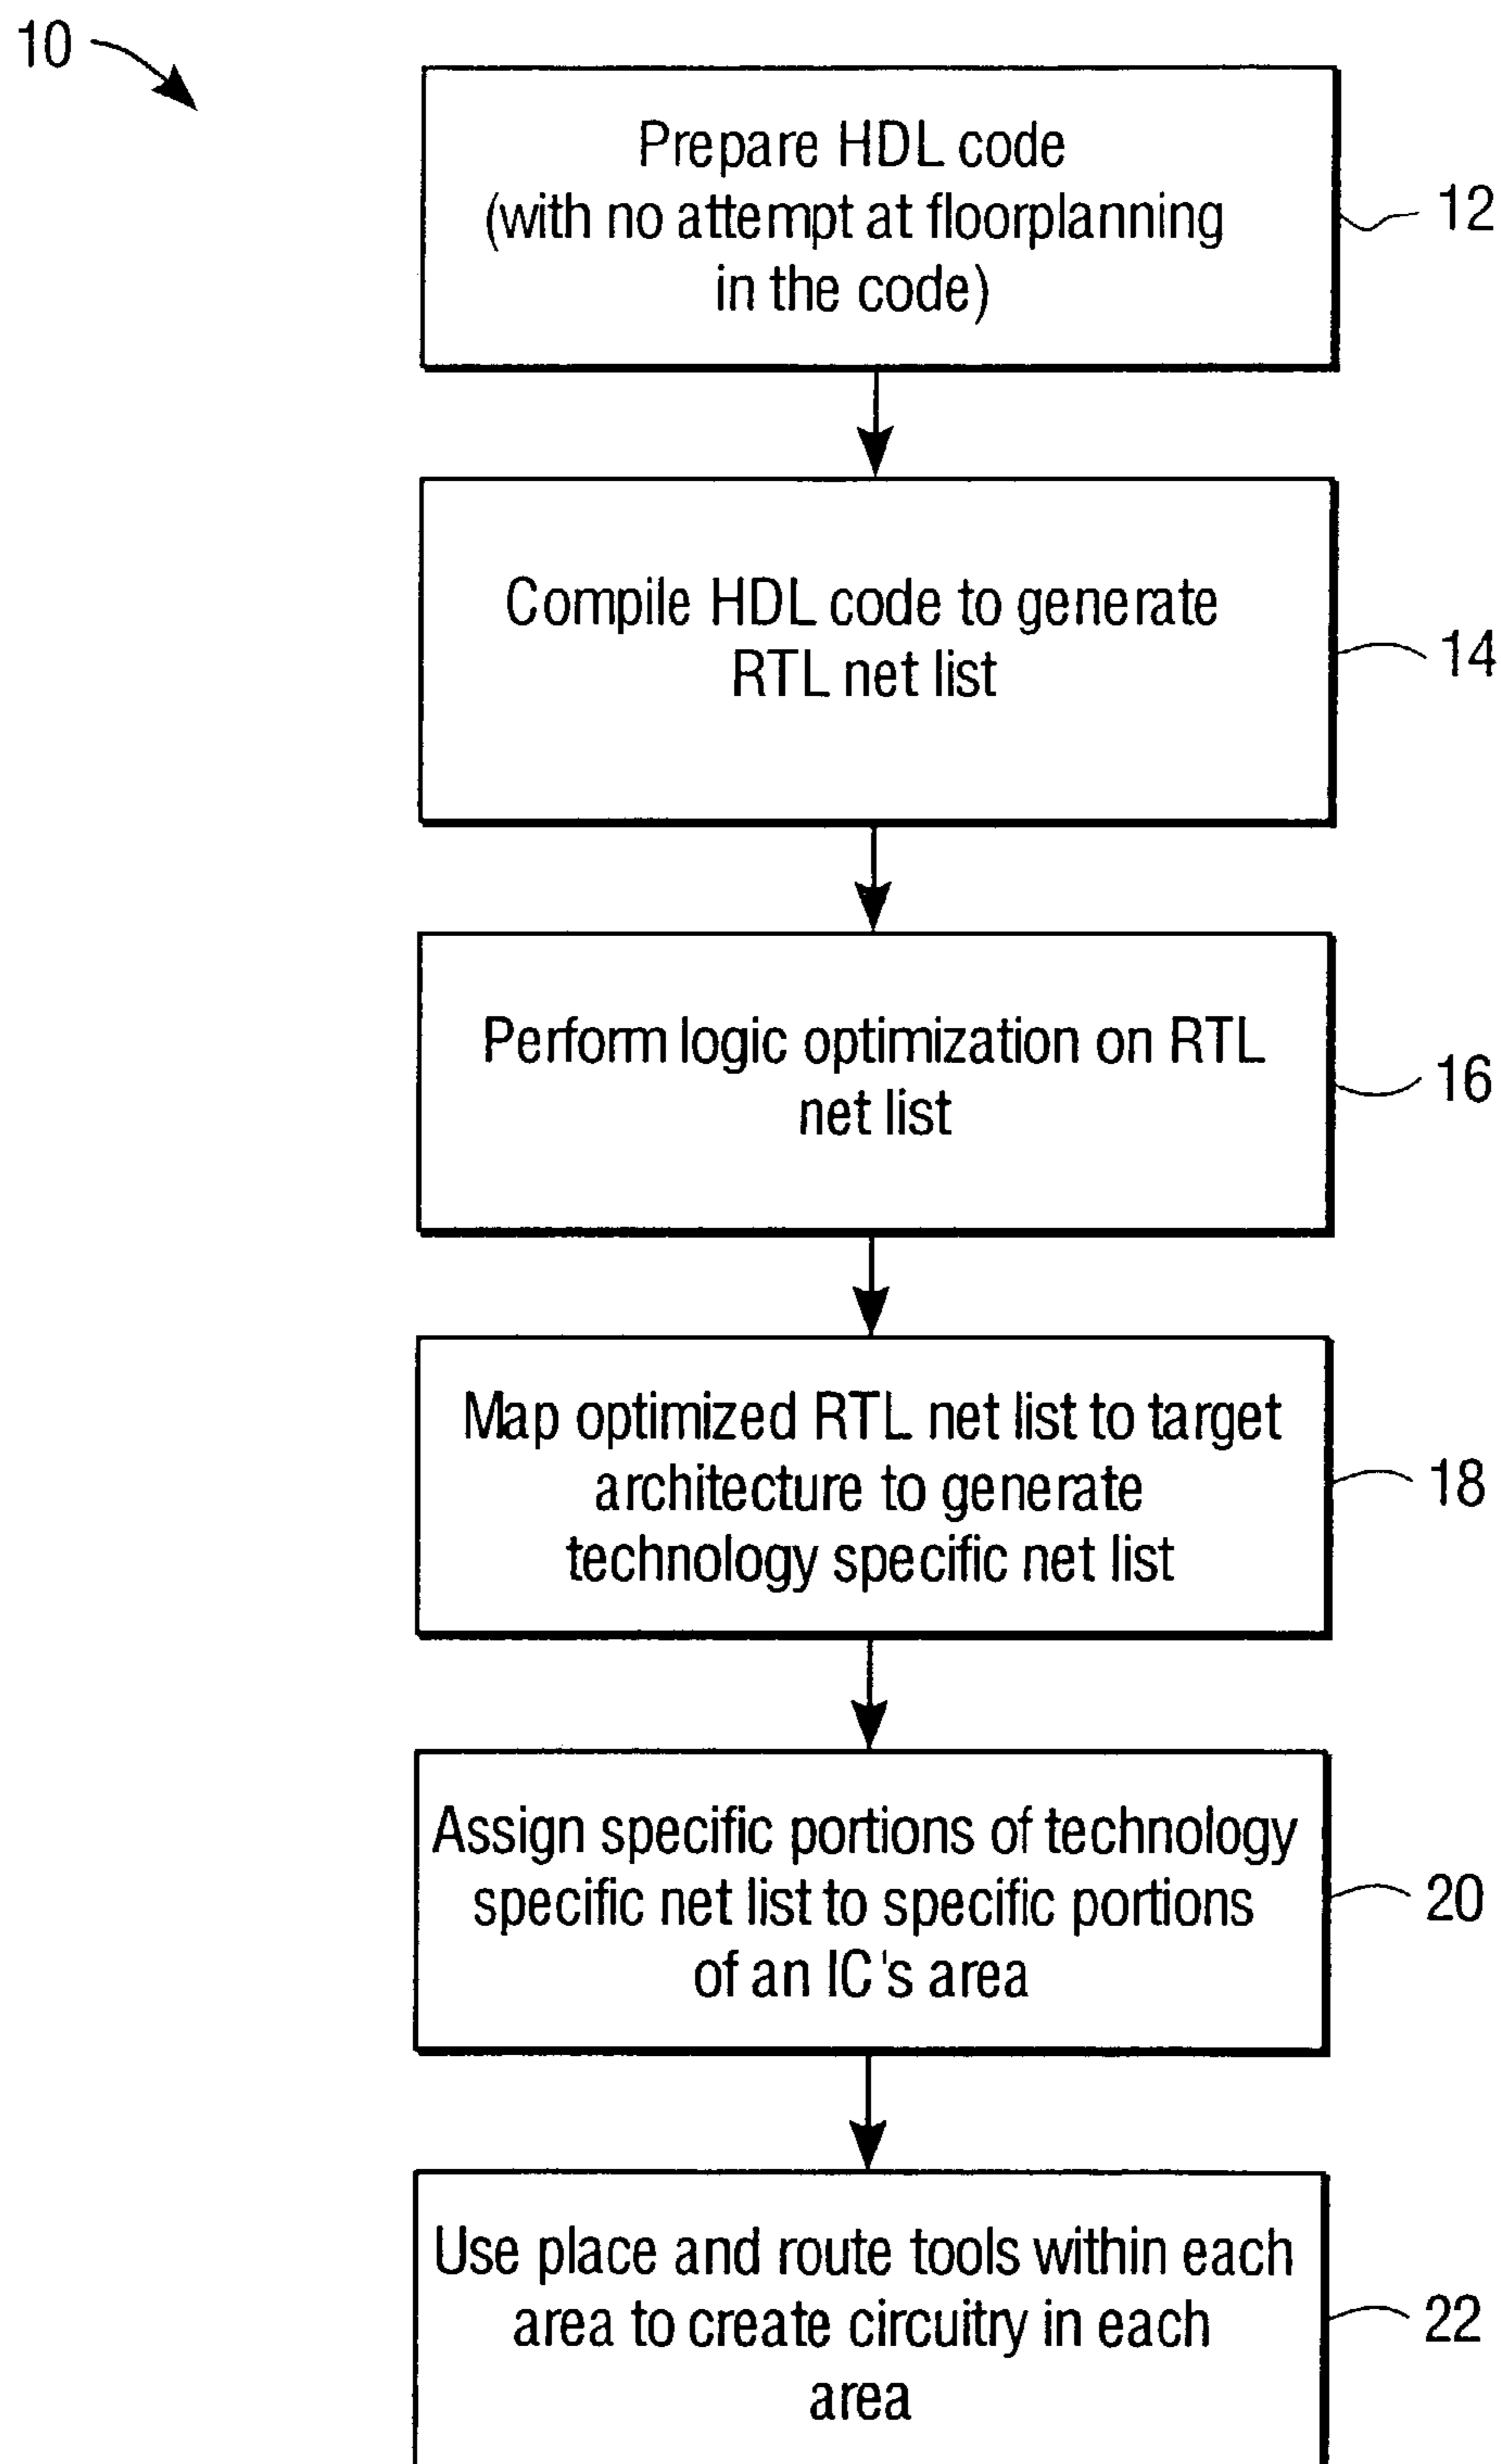 10
Prepare HDL code
(with no attempt at floorplanning
in the code)
12
Compile HDL code to generate
RTL net list
14
Perform logic optimization on RTL
net list
16
Map optimized RTL net list to target
architecture to generate
technology specific net list
18
Assign specific portions of technology
specific net list to specific portions
of an IC's area
20
Use place and route tools within each
area to create circuitry in each
area
22